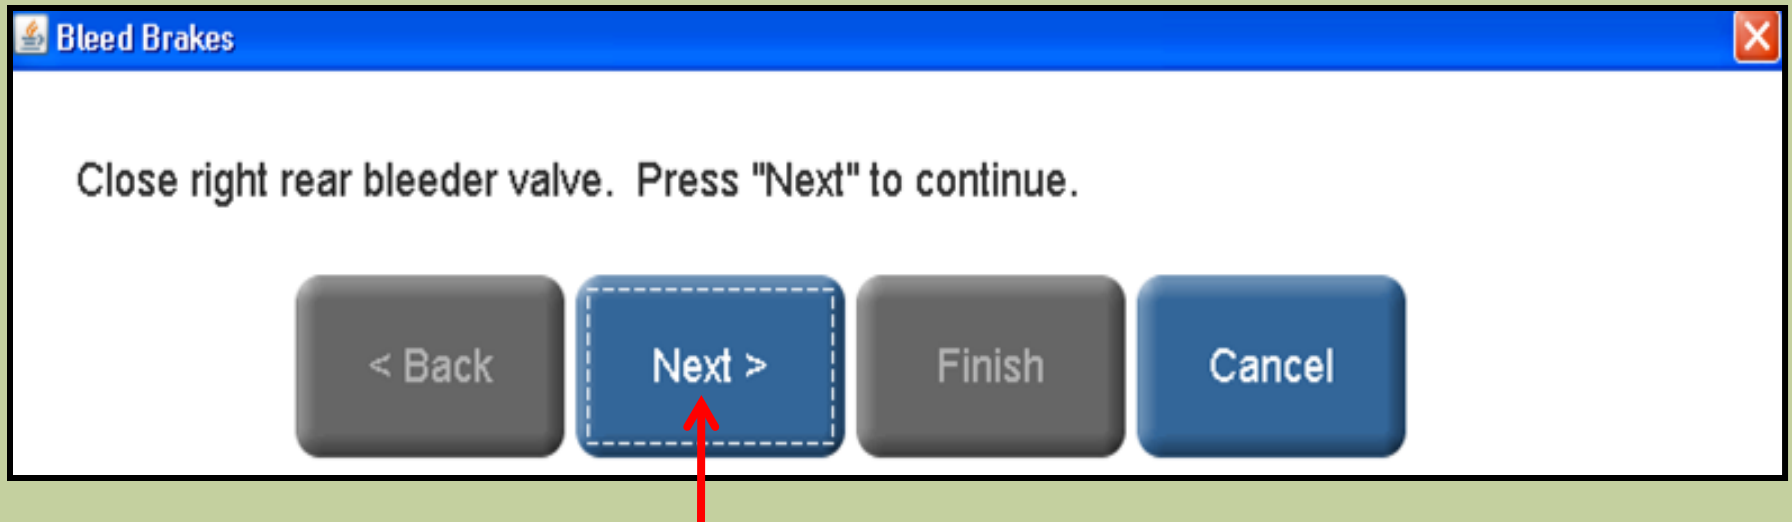 Bleed Brakes
Close right rear bleeder valve.  Press "Next" to continue.
< Back
Next >
Finish
Cancel